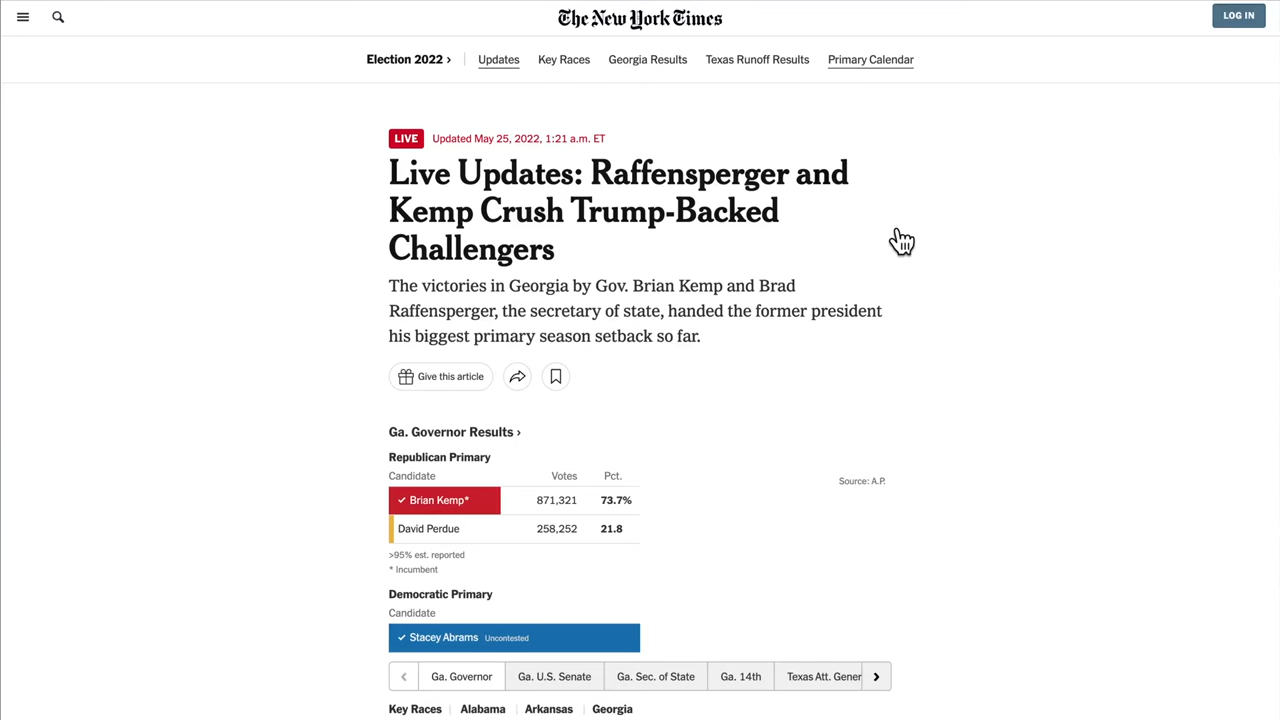 The New York Times
LOG IN
Election 2022 ›
Updates
Key Races
Georgia Results
Texas Runoff Results
Primary Calendar
LIVE Updated May 25, 2022, 1:21 a.m. ET
Live Updates: Raffensperger and
Kemp Crush Trump-Backed
Challengers
The victories in Georgia by Gov. Brian Kemp and Brad
Raffensperger, the secretary of state, handed the former president
his biggest primary season setback so far.
Give this article
Ga. Governor Results ›
Republican Primary
Candidate Votes Pct.
Source: A.P.
✓ Brian Kemp* 871,321 73.7%
David Perdue 258,252 21.8
>95% est. reported
* Incumbent
Democratic Primary
Candidate
✓ Stacey Abrams Uncontested
‹ Ga. Governor Ga. U.S. Senate Ga. Sec. of State Ga. 14th Texas Att. Gener ›
Key Races Alabama Arkansas Georgia